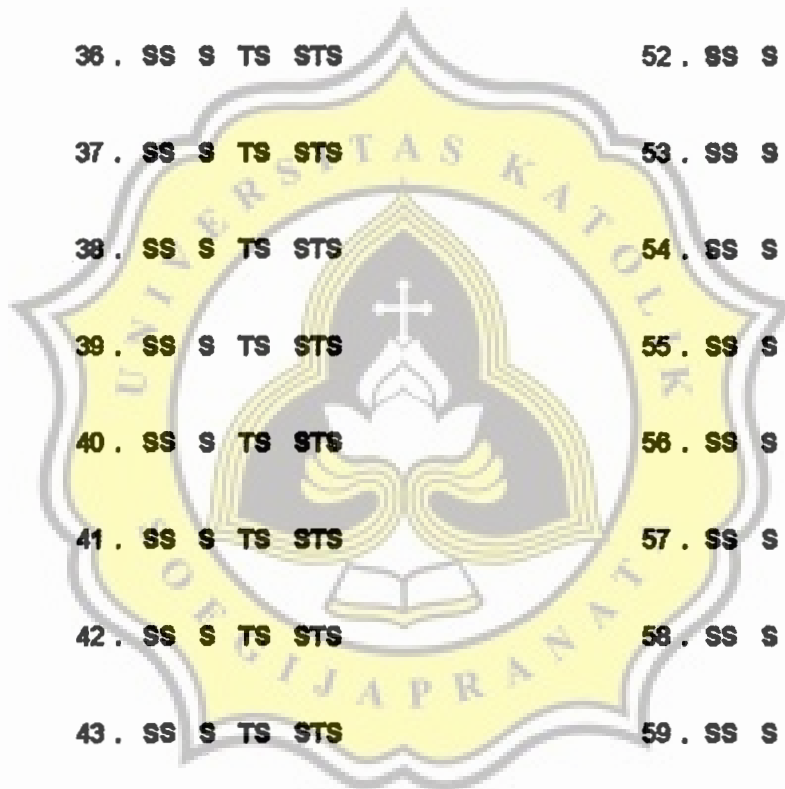 36. SS S TS STS
37. SS S TS STS
38. SS S TS STS
39. SS S TS STS
40. SS S TS STS
41. SS S TS STS
42. SS S TS STS
43. SS S TS STS
52. SS S
53. SS S
54. SS S
55. SS S
56. SS S
57. SS S
58. SS S
59. SS S
UNIVERSITAS KATOLIK
SOEGIJAPRANAT